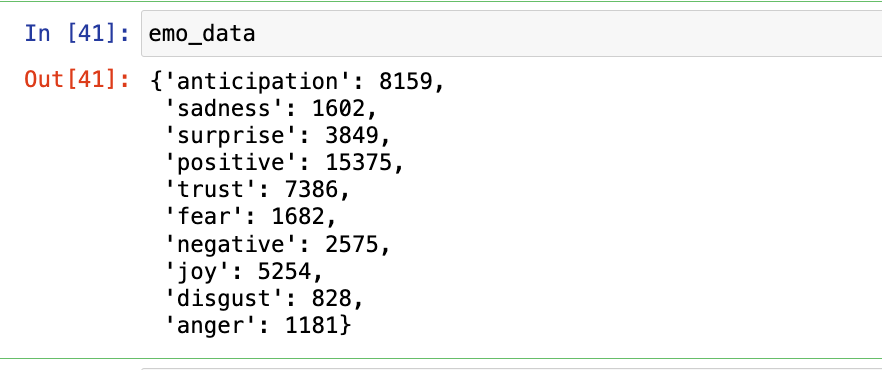 In [41]: emo_data
Out[41]: {'anticipation': 8159,
'sadness': 1602,
'surprise': 3849,
'positive': 15375,
'trust': 7386,
'fear': 1682,
'negative': 2575,
'joy': 5254,
'disgust': 828,
'anger': 1181}